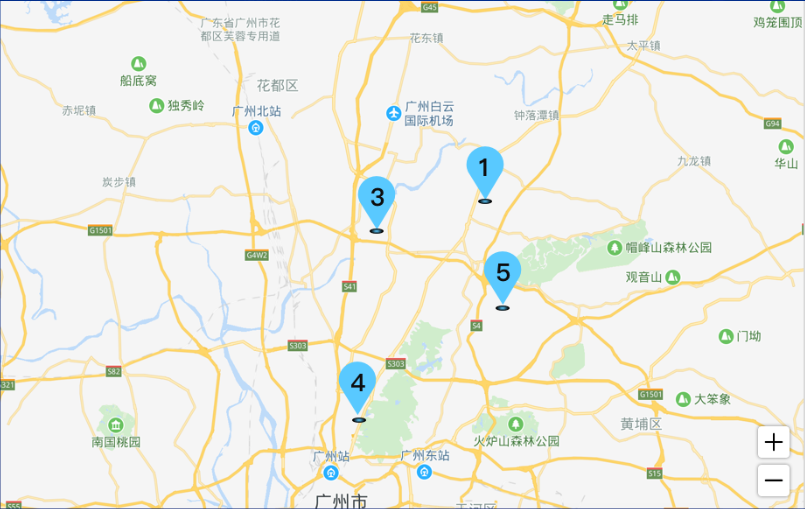 G45
走马排
鸡笼围顶
广东省广州市花
都区芙蓉专用道
花东镇
太平镇
船底窝
花都区
赤坭镇
独秀岭
广州北站
广州白云
国际机场
钟落潭镇
G94
华山
九龙镇
1
炭步镇
3
G1501
帽峰山森林公园
G4W2
5
观音山
S41
S4
门坳
S303
S303
S82
S321
4
G1501
大笨象
南国桃园
火炉山森林公园
黄埔区
+
广州站
广州东站
S15
−
广州市
天河区
S55